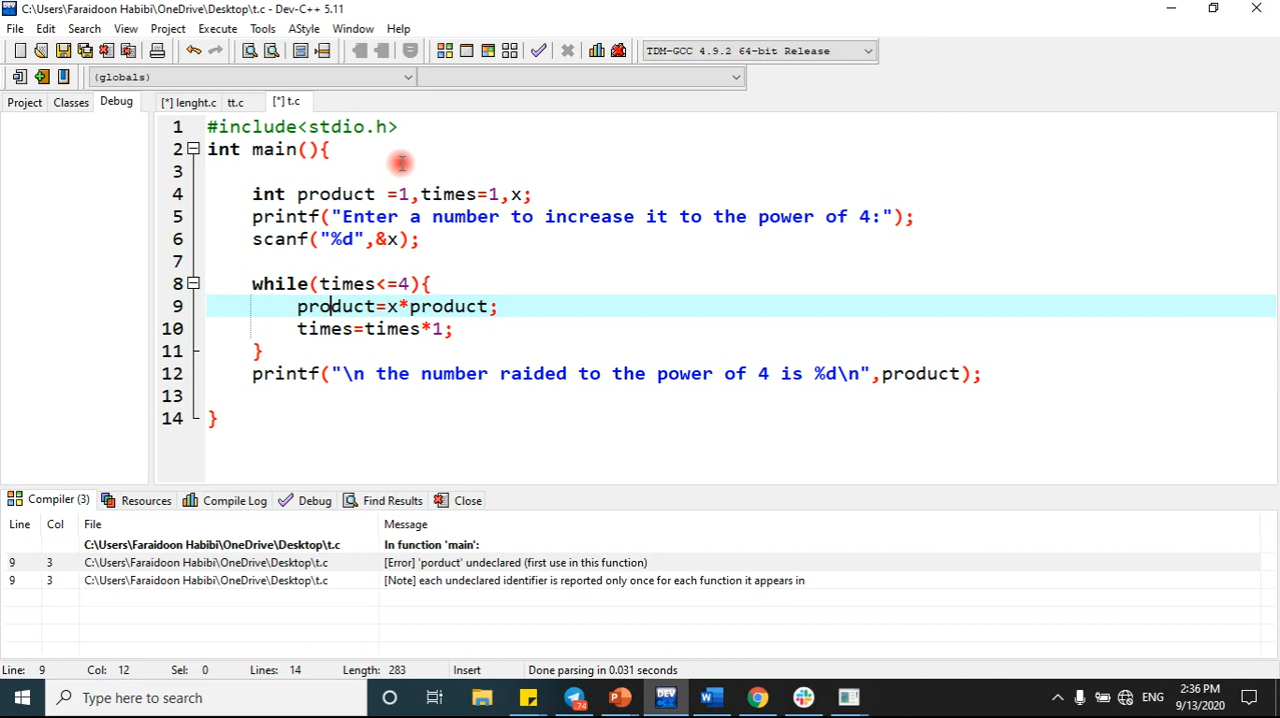 C:\Users\Faraidoon Habibi\OneDrive\Desktop\t.c - Dev-C++ 5.11
File Edit Search View Project Execute Tools AStyle Window Help
TDM-GCC 4.9.2 64-bit Release
(globals)
Project Classes Debug [*] lenght.c tt.c [*] t.c
1 #include<stdio.h>
2 int main(){
3
4 int product =1,times=1,x;
5 printf("Enter a number to increase it to the power of 4:");
6 scanf("%d",&x);
7
8 while(times<=4){
9 product=x*product;
10 times=times*1;
11 }
12 printf("\n the number raided to the power of 4 is %d\n",product);
13
14 }
Compiler (3) Resources Compile Log Debug Find Results Close
Line Col File Message
C:\Users\Faraidoon Habibi\OneDrive\Desktop\t.c In function 'main':
9 3 C:\Users\Faraidoon Habibi\OneDrive\Desktop\t.c [Error] 'porduct' undeclared (first use in this function)
9 3 C:\Users\Faraidoon Habibi\OneDrive\Desktop\t.c [Note] each undeclared identifier is reported only once for each function it appears in
Line: 9 Col: 12 Sel: 0 Lines: 14 Length: 283 Insert Done parsing in 0.031 seconds
Type here to search DEV 74 ENG 2:36 PM
9/13/2020